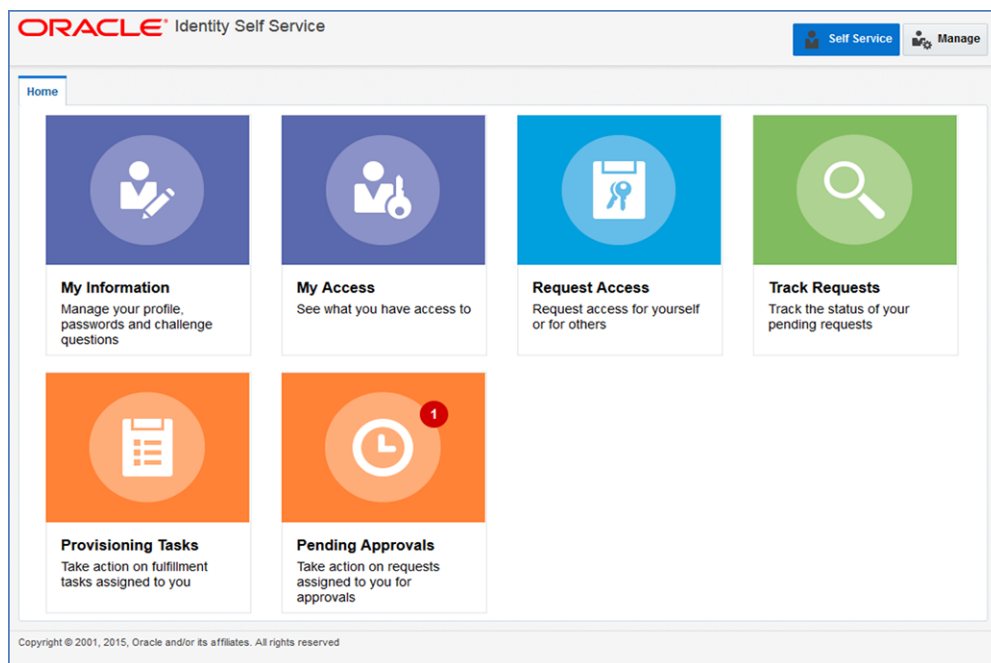 ORACLE® Identity Self Service
Self Service
Manage
Home
My Information
Manage your profile,
passwords and challenge
questions
My Access
See what you have access to
Request Access
Request access for yourself
or for others
Track Requests
Track the status of your
pending requests
1
Provisioning Tasks
Take action on fulfillment
tasks assigned to you
Pending Approvals
Take action on requests
assigned to you for
approvals
Copyright © 2001, 2015, Oracle and/or its affiliates. All rights reserved